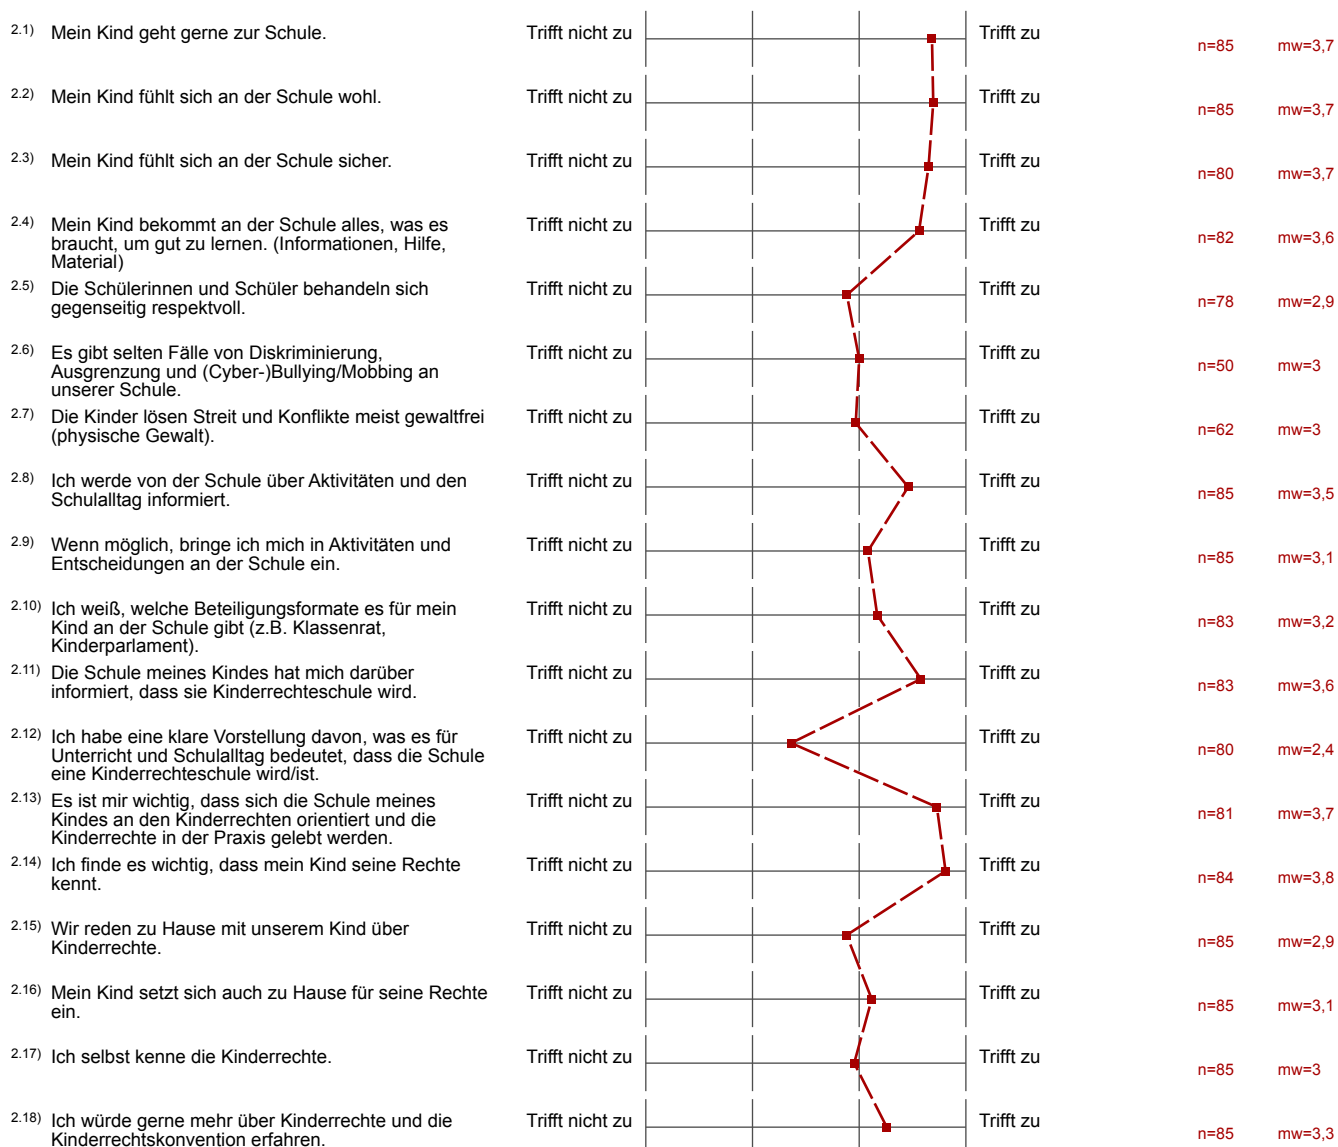 2.1) Mein Kind geht gerne zur Schule. Trifft nicht zu Trifft zu n=85 mw=3,7
2.2) Mein Kind fühlt sich an der Schule wohl. Trifft nicht zu Trifft zu n=85 mw=3,7
2.3) Mein Kind fühlt sich an der Schule sicher. Trifft nicht zu Trifft zu n=80 mw=3,7
2.4) Mein Kind bekommt an der Schule alles, was es Trifft nicht zu Trifft zu n=82 mw=3,6
braucht, um gut zu lernen. (Informationen, Hilfe,
Material)
2.5) Die Schülerinnen und Schüler behandeln sich Trifft nicht zu Trifft zu n=78 mw=2,9
gegenseitig respektvoll.
2.6) Es gibt selten Fälle von Diskriminierung, Trifft nicht zu Trifft zu n=50 mw=3
Ausgrenzung und (Cyber-)Bullying/Mobbing an
unserer Schule.
2.7) Die Kinder lösen Streit und Konflikte meist gewaltfrei Trifft nicht zu Trifft zu n=62 mw=3
(physische Gewalt).
2.8) Ich werde von der Schule über Aktivitäten und den Trifft nicht zu Trifft zu n=85 mw=3,5
Schulalltag informiert.
2.9) Wenn möglich, bringe ich mich in Aktivitäten und Trifft nicht zu Trifft zu n=85 mw=3,1
Entscheidungen an der Schule ein.
2.10) Ich weiß, welche Beteiligungsformate es für mein Trifft nicht zu Trifft zu n=83 mw=3,2
Kind an der Schule gibt (z.B. Klassenrat,
Kinderparlament).
2.11) Die Schule meines Kindes hat mich darüber Trifft nicht zu Trifft zu n=83 mw=3,6
informiert, dass sie Kinderrechteschule wird.
2.12) Ich habe eine klare Vorstellung davon, was es für Trifft nicht zu Trifft zu n=80 mw=2,4
Unterricht und Schulalltag bedeutet, dass die Schule
eine Kinderrechteschule wird/ist.
2.13) Es ist mir wichtig, dass sich die Schule meines Trifft nicht zu Trifft zu n=81 mw=3,7
Kindes an den Kinderrechten orientiert und die
Kinderrechte in der Praxis gelebt werden.
2.14) Ich finde es wichtig, dass mein Kind seine Rechte Trifft nicht zu Trifft zu n=84 mw=3,8
kennt.
2.15) Wir reden zu Hause mit unserem Kind über Trifft nicht zu Trifft zu n=85 mw=2,9
Kinderrechte.
2.16) Mein Kind setzt sich auch zu Hause für seine Rechte Trifft nicht zu Trifft zu n=85 mw=3,1
ein.
2.17) Ich selbst kenne die Kinderrechte. Trifft nicht zu Trifft zu n=85 mw=3
2.18) Ich würde gerne mehr über Kinderrechte und die Trifft nicht zu Trifft zu n=85 mw=3,3
Kinderrechtskonvention erfahren.